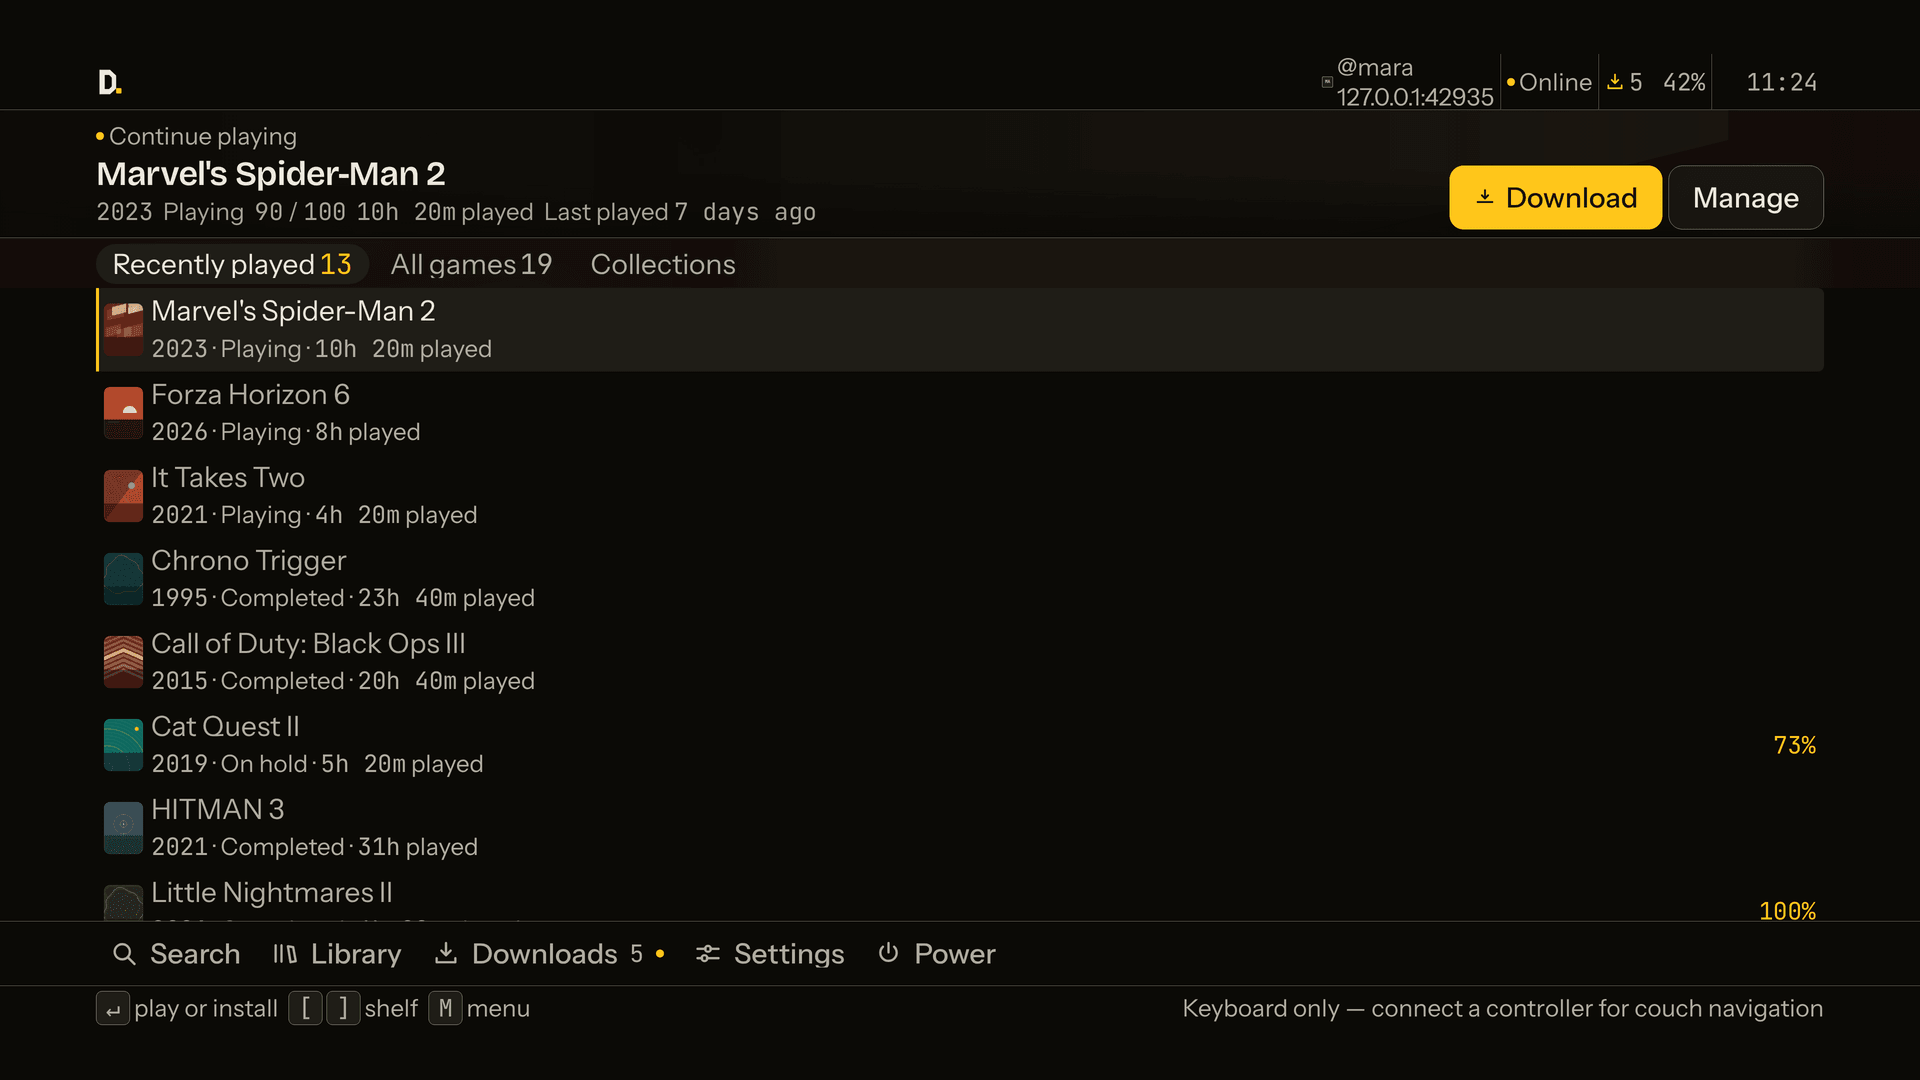 D.
@mara
127.0.0.1:42935
Online
5 42%
11:24
Continue playing
Marvel's Spider-Man 2
2023 Playing 90 / 100 10h 20m played Last played 7 days ago
Download
Manage
Recently played 13
All games 19
Collections
Marvel's Spider-Man 2
2023 · Playing · 10h 20m played
Forza Horizon 6
2026 · Playing · 8h played
It Takes Two
2021 · Playing · 4h 20m played
Chrono Trigger
1995 · Completed · 23h 40m played
Call of Duty: Black Ops III
2015 · Completed · 20h 40m played
Cat Quest II
2019 · On hold · 5h 20m played
73%
HITMAN 3
2021 · Completed · 31h played
Little Nightmares II
100%
Search
Library
Downloads 5
Settings
Power
↵ play or install [ ] shelf M menu
Keyboard only — connect a controller for couch navigation